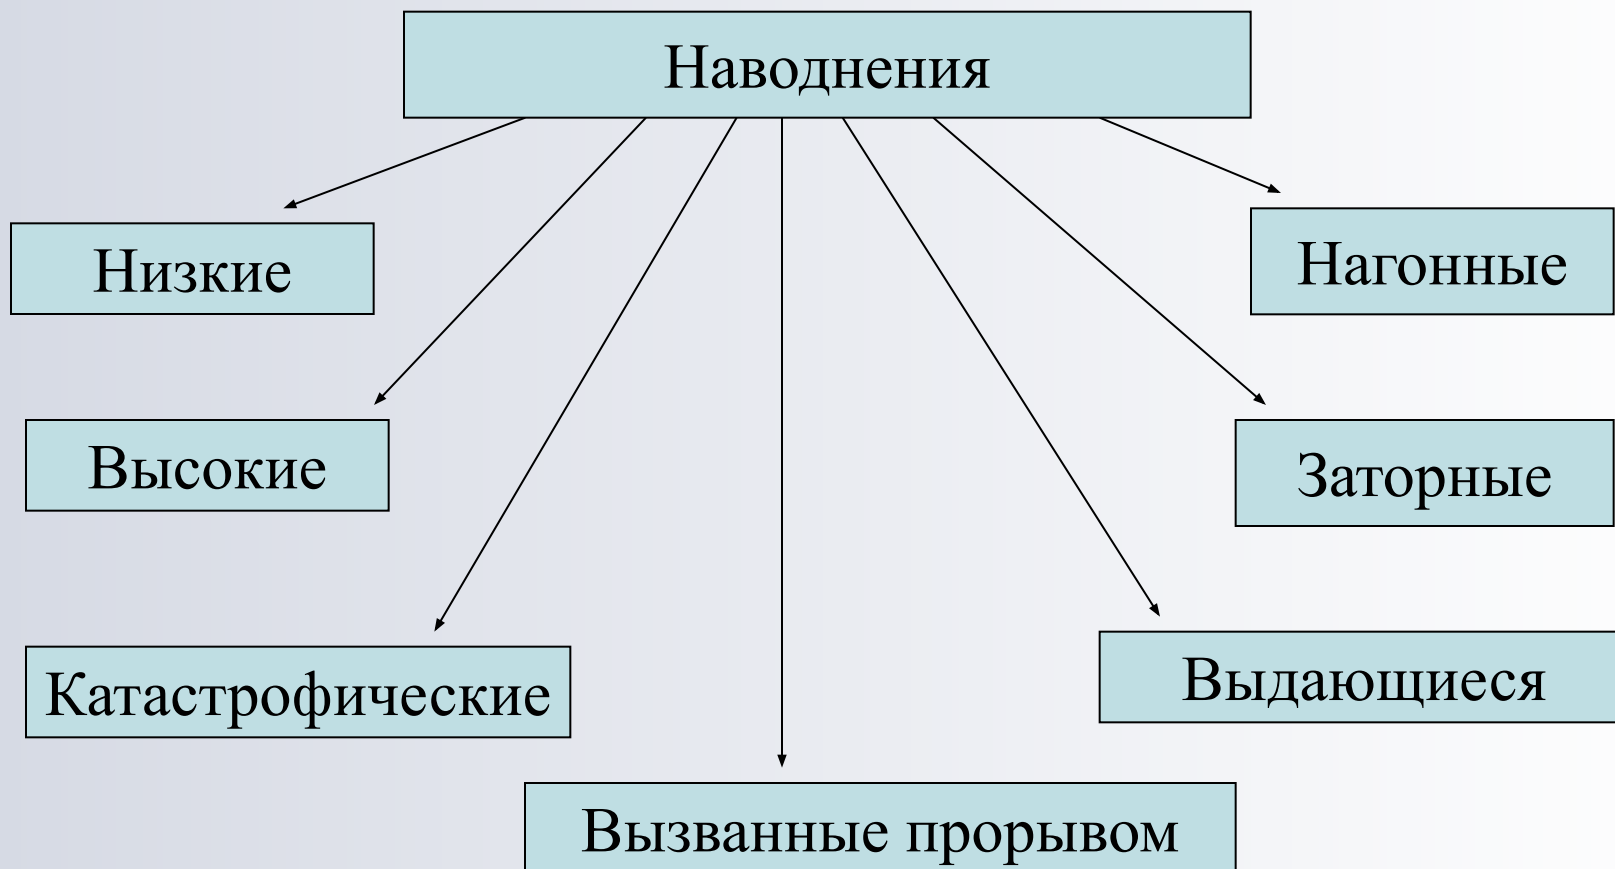 Наводнения
Низкие
Нагонные
Высокие
Заторные
Катастрофические
Выдающиеся
Вызванные прорывом